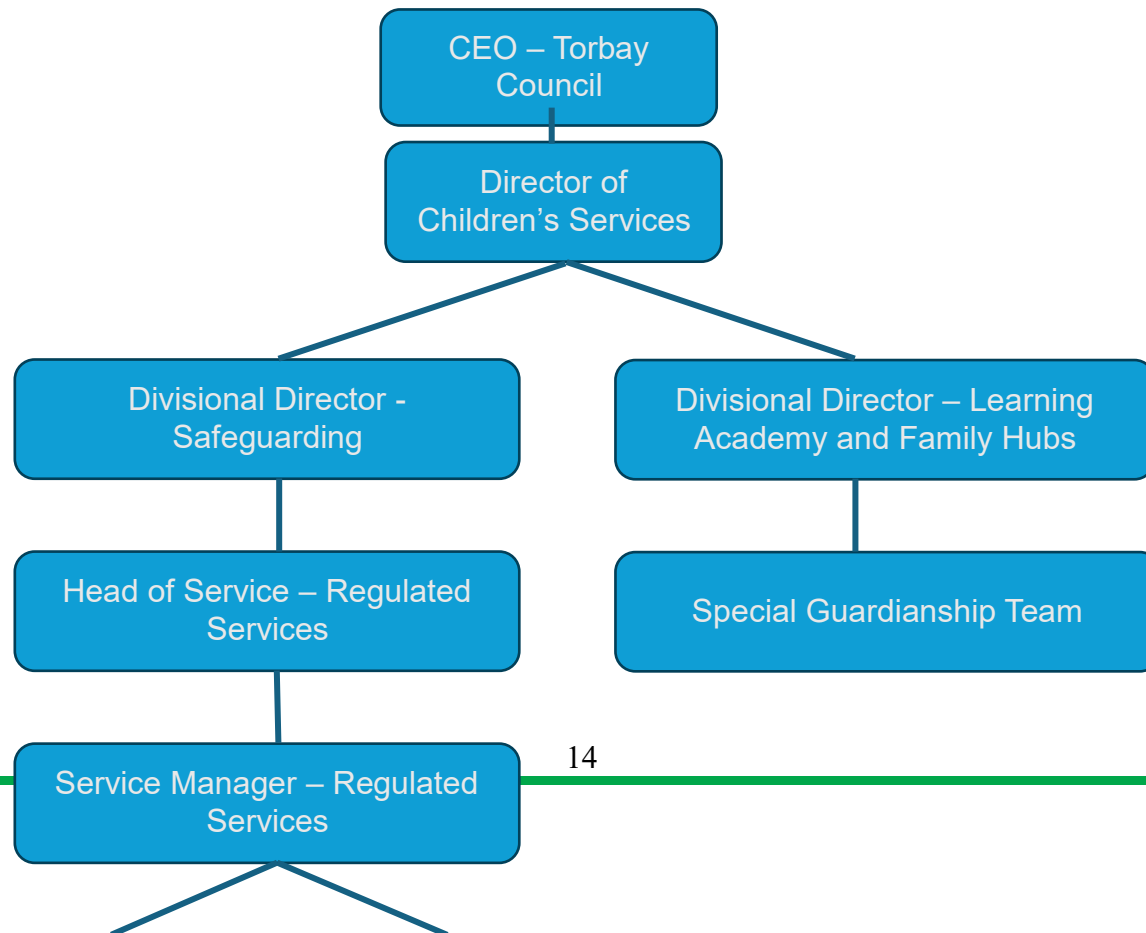 CEO – Torbay
Council
Director of
Children’s Services
Divisional Director -
Safeguarding
Divisional Director – Learning
Academy and Family Hubs
Head of Service – Regulated
Services
Special Guardianship Team
14
Service Manager – Regulated
Services